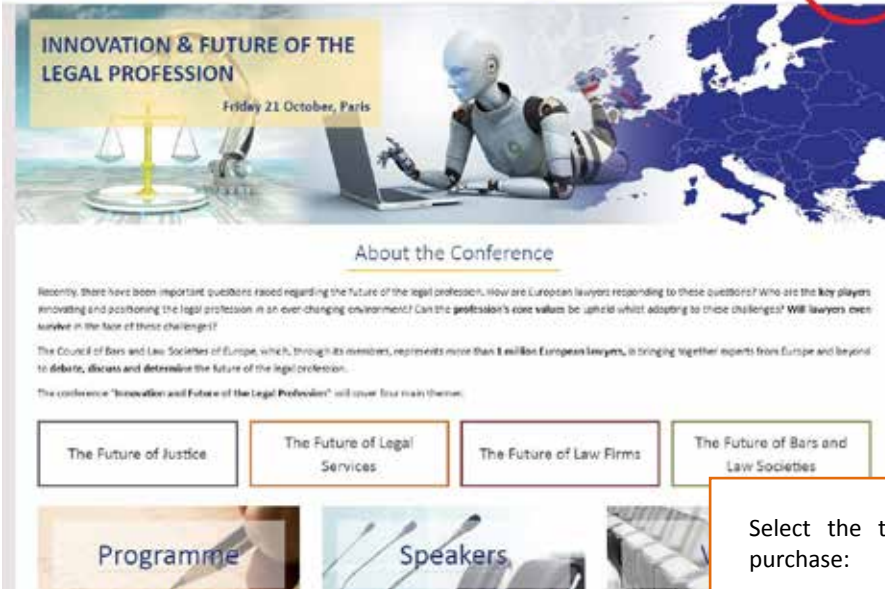 INNOVATION & FUTURE OF THE
LEGAL PROFESSION
Friday 21 October, Paris
About the Conference
Recently, there have been important questions raised regarding the future of the legal profession. How are European lawyers responding to these questions? Who are the key players
innovating and positioning the legal profession in an ever-changing environment? Can the profession's core values be upheld whilst adapting to these challenges? Will lawyers even
survive in the face of these challenges?
The Council of Bars and Law Societies of Europe, which, through its members, represents more than 1 million European lawyers, is bringing together experts from Europe and beyond
to debate, discuss and determine the future of the legal profession.
The conference "Innovation and Future of the Legal Profession" will cover four main themes:
The Future of Justice
The Future of Legal
Services
The Future of Law Firms
The Future of Bars and
Law Societies
Programme
Speakers
Select the
purchase: